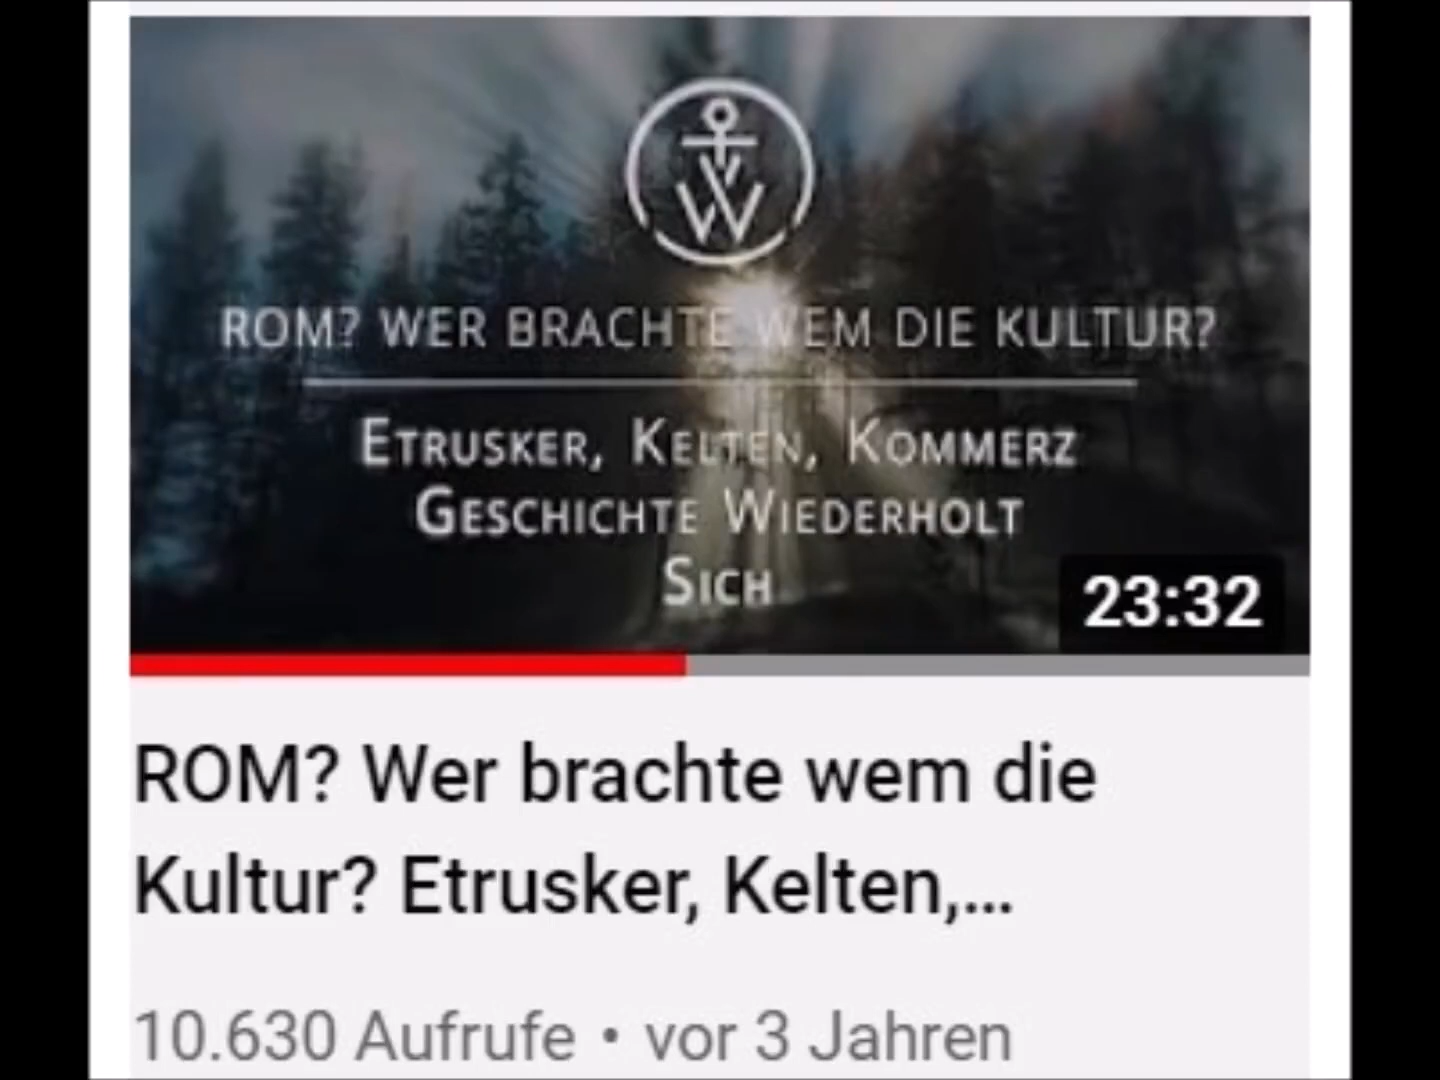 ROM? WER BRACHTE WEM DIE KULTUR?
ETRUSKER, KELTEN, KOMMERZ
GESCHICHTE WIEDERHOLT
SICH
23:32
ROM? Wer brachte wem die
Kultur? Etrusker, Kelten,...
10.630 Aufrufe • vor 3 Jahren